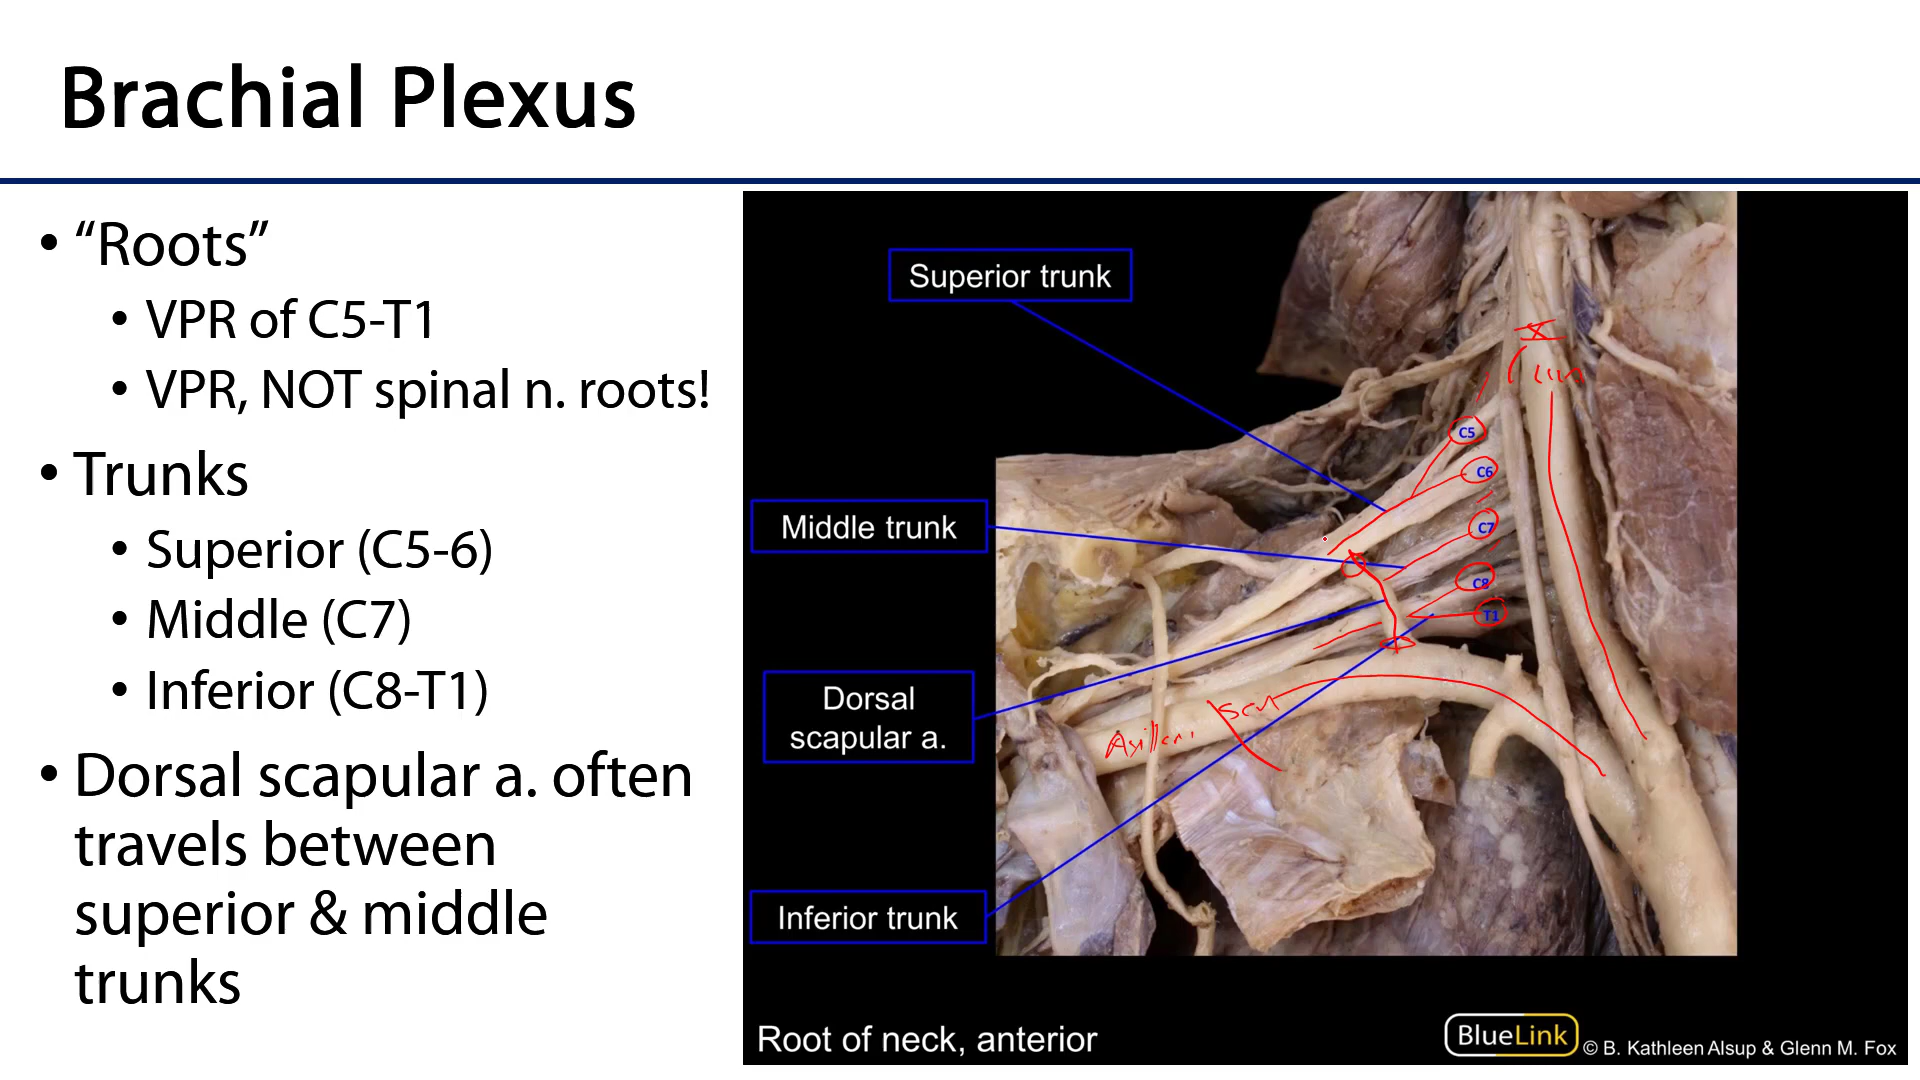 Brachial Plexus
• “Roots”
• VPR of C5-T1
• VPR, NOT spinal n. roots!
• Trunks
• Superior (C5-6)
• Middle (C7)
• Inferior (C8-T1)
• Dorsal scapular a. often
travels between
superior & middle
trunks
Superior trunk
Middle trunk
Dorsal
scapular a.
Inferior trunk
X
C5
C6
C7
C8
T1
Root of neck, anterior
BlueLink
© B. Kathleen Alsup & Glenn M. Fox